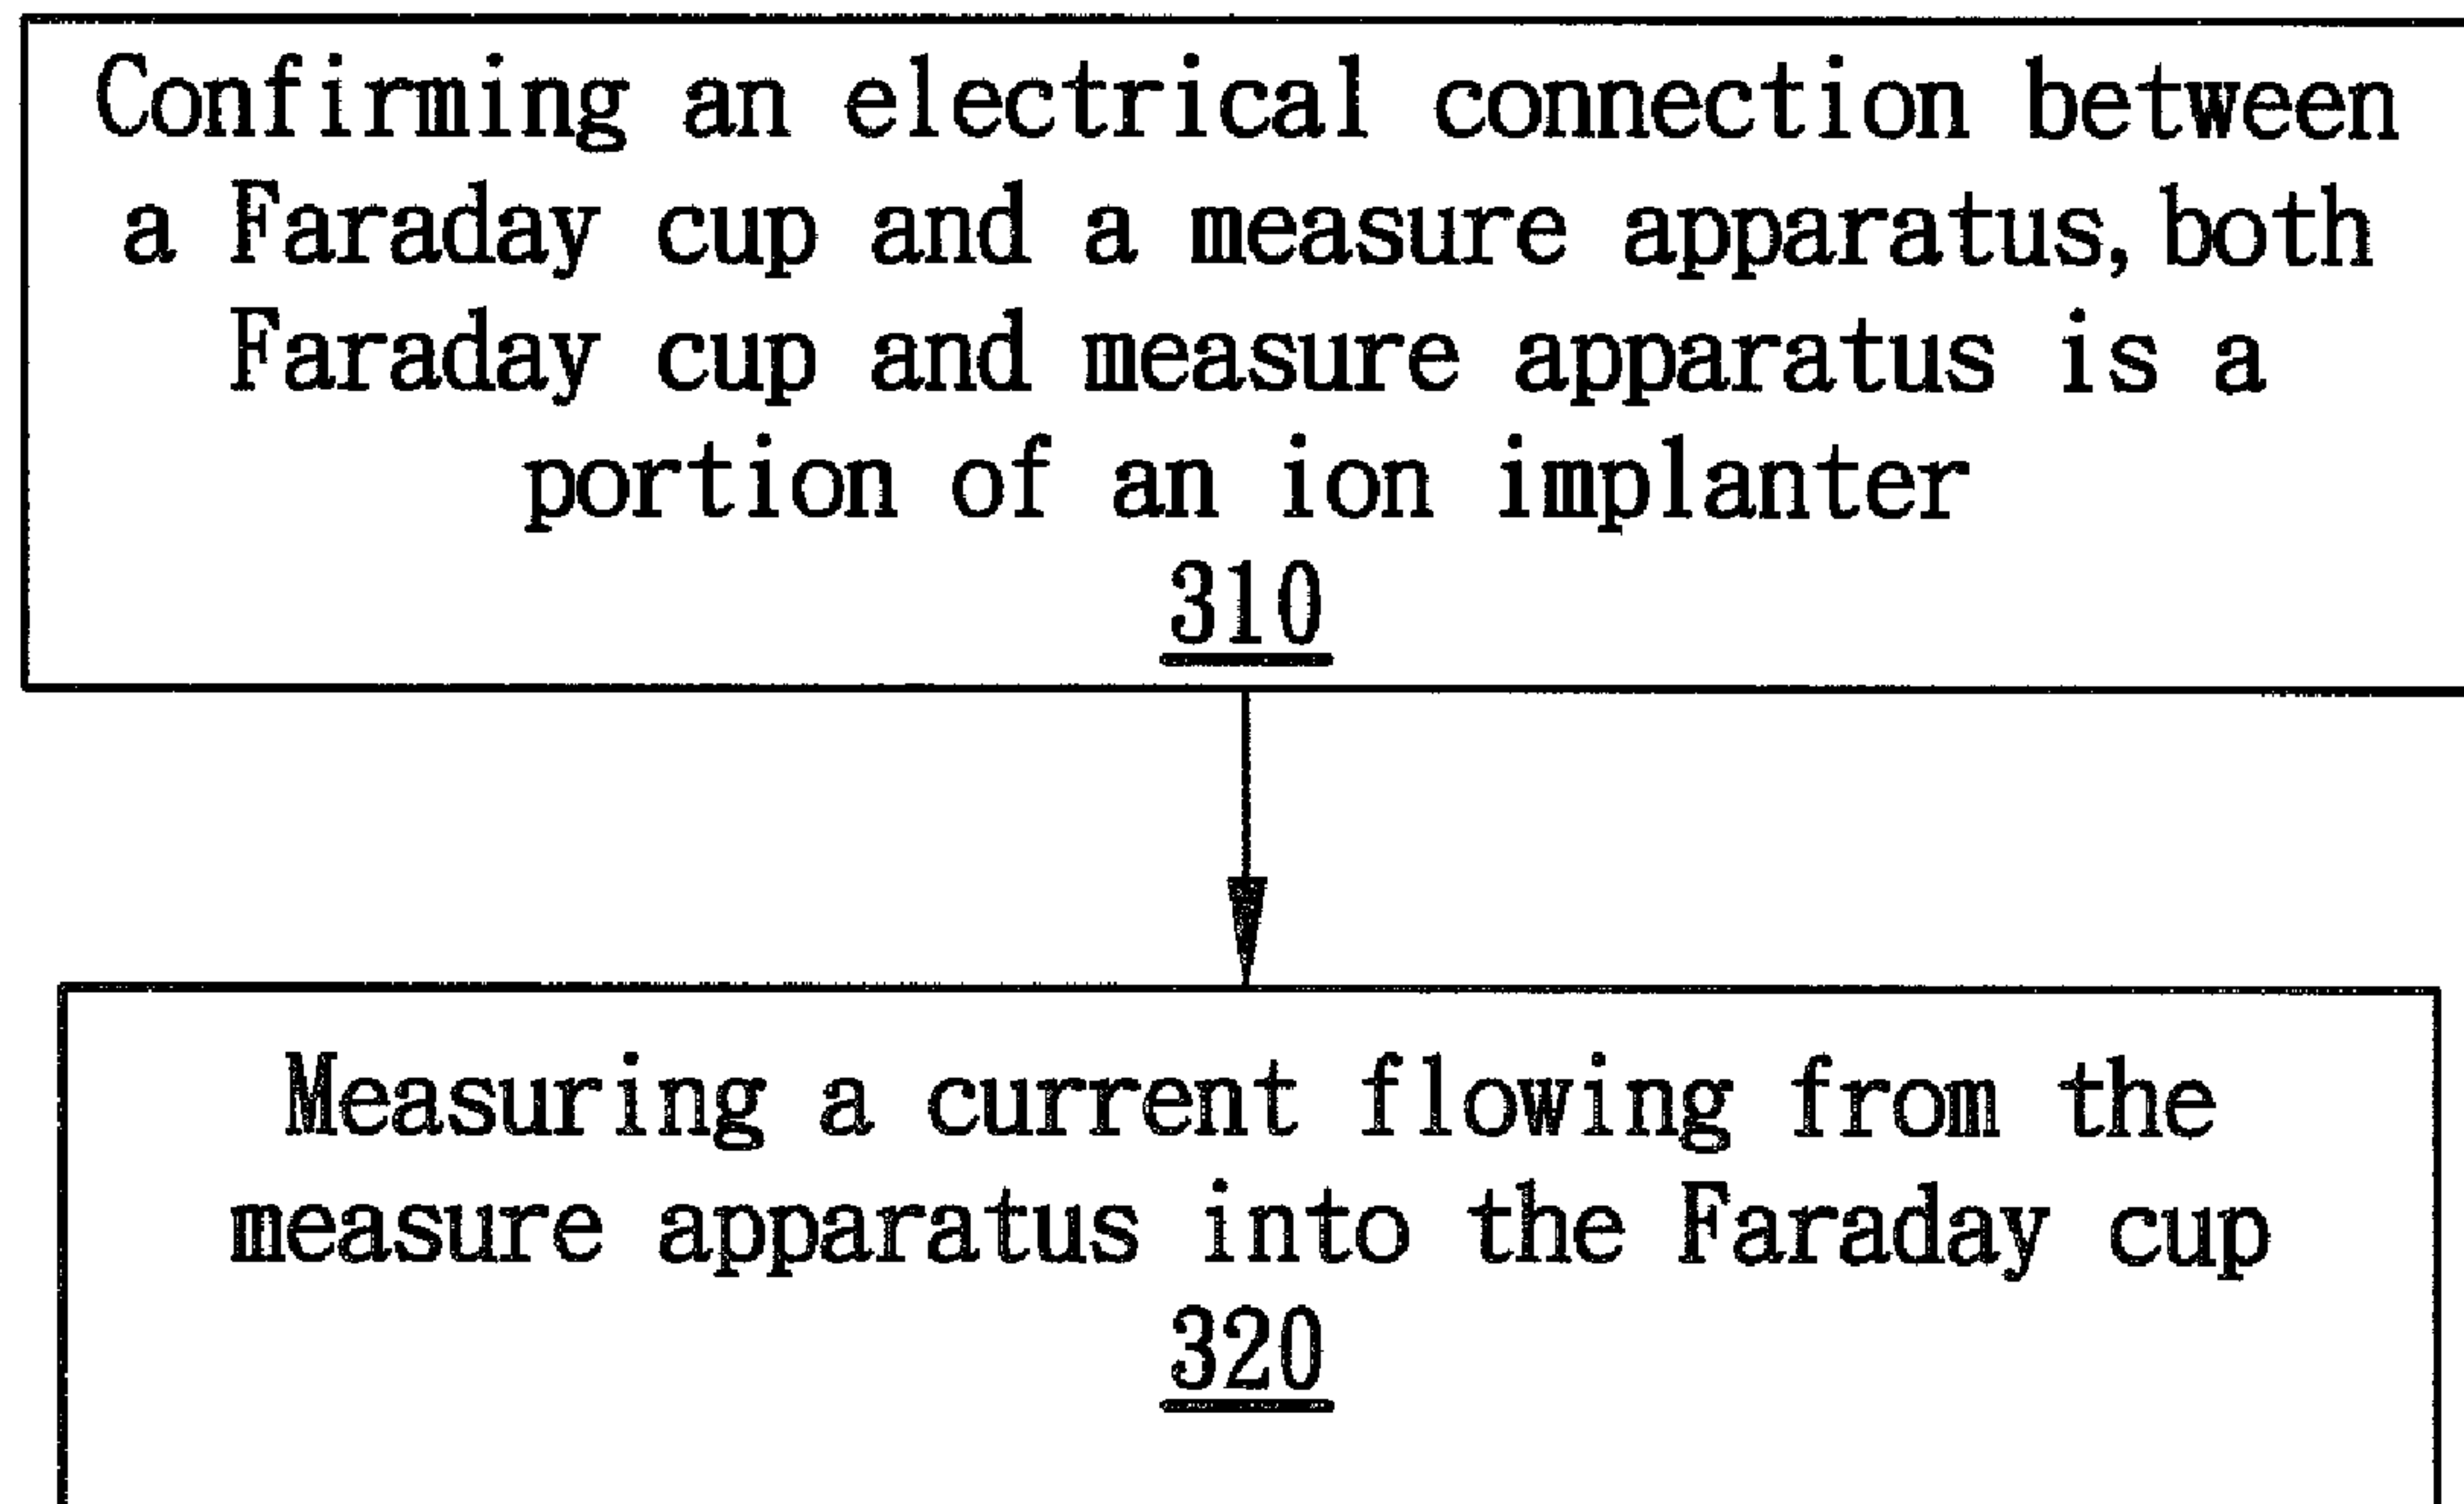 Confirming an electrical connection between
a Faraday cup and a measure apparatus, both
Faraday cup and measure apparatus is a
portion of an ion implanter
310
Measuring a current flowing from the
measure apparatus into the Faraday cup
320